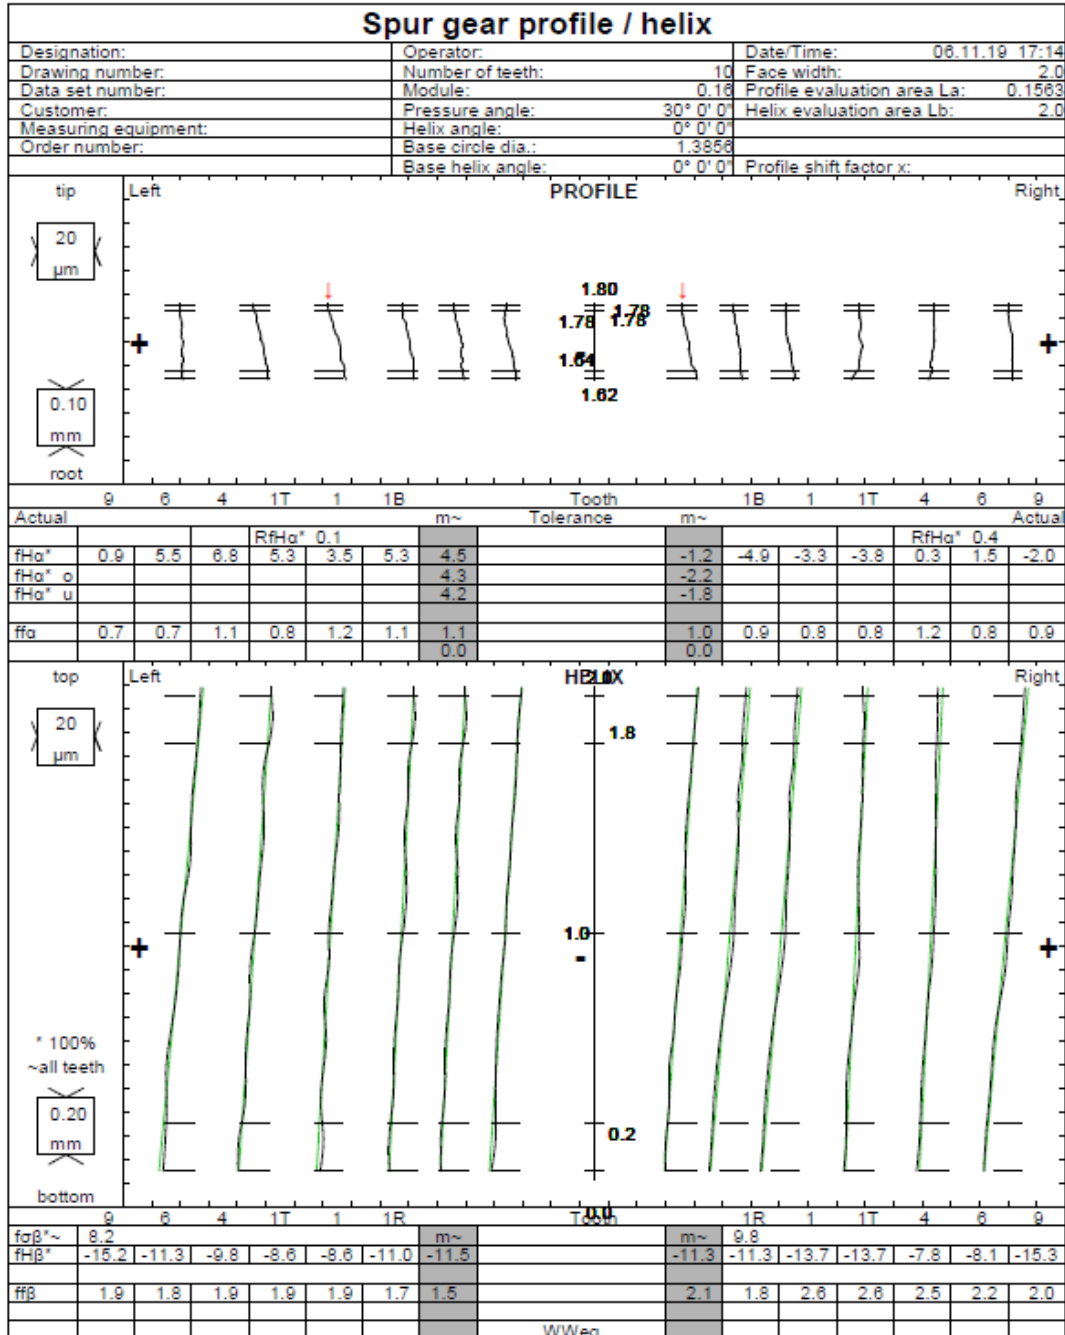 Spur gear profile / helix
Designation: Operator: Date/Time: 06.11.19 17:14
Drawing number: Number of teeth: 10 Face width: 2.0
Data set number: Module: 0.16 Profile evaluation area La: 0.1563
Customer: Pressure angle: 30° 0' 0" Helix evaluation area Lb: 2.0
Measuring equipment: Helix angle: 0° 0' 0"
Order number: Base circle dia.: 1.3856
Base helix angle: 0° 0' 0" Profile shift factor x:
tip Left PROFILE Right
20
µm
1.80
1.78 1.78
1.78
+ +
1.64
0.10
mm
1.62
root
9 6 4 1T 1 1B Tooth 1B 1 1T 4 6 9
Actual m~ Tolerance m~ Actual
RfHα* 0.1 RfHα* 0.4
fHα* 0.9 5.5 6.8 5.3 3.5 5.3 4.5 -1.2 -4.9 -3.3 -3.8 0.3 1.5 -2.0
fHα* o 4.3 -2.2
fHα* u 4.2 -1.8
ffα 0.7 0.7 1.1 0.8 1.2 1.1 1.1 1.0 0.9 0.8 0.8 1.2 0.8 0.9
0.0 0.0
top Left HELIX 2.0 Right
20
µm
1.8
1.0
+ - +
* 100%
~all teeth
0.20
mm
0.2
bottom
0.0
9 6 4 1T 1 1R Tooth 1R 1 1T 4 6 9
fσβ*~ 8.2 m~ m~ 9.8
fHβ* -15.2 -11.3 -9.8 -8.6 -8.6 -11.0 -11.5 -11.3 -11.3 -13.7 -13.7 -7.8 -8.1 -15.3
ffβ 1.9 1.8 1.9 1.9 1.9 1.7 1.5 2.1 1.8 2.6 2.6 2.5 2.2 2.0